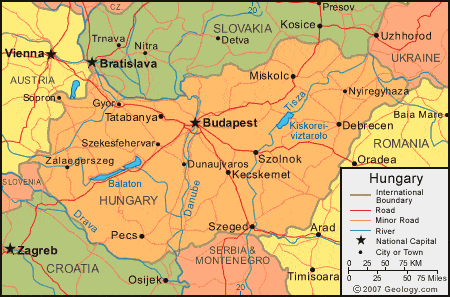 CZ
Presov
Kosice
SLOVAKIA
Uzhhorod
Trnava
Nitra
Detva
Vienna
Bratislava
UKRAINE
Miskolc
AUSTRIA
Sopron
Gyor
Tisza
Nyiregyhaza
Tatabanya
Budapest
Kiskorei-
viztarolo
Debrecen
Baia Mare
Szekesfehervar
ROMANIA
Zalaegerszeg
Dunaujvaros
Szolnok
Oradea
Kecskemet
SLOVENIA
Balaton
HUNGARY
Danube
Drava
Pecs
Szeged
Arad
Zagreb
CROATIA
SERBIA &
MONTENEGRO
Osijek
Timisoara
Hungary
International
Boundary
Road
Minor Road
River
National Capital
City or Town
0 25 50 75 KM
0 25 50 75 Miles
© 2007 Geology.com